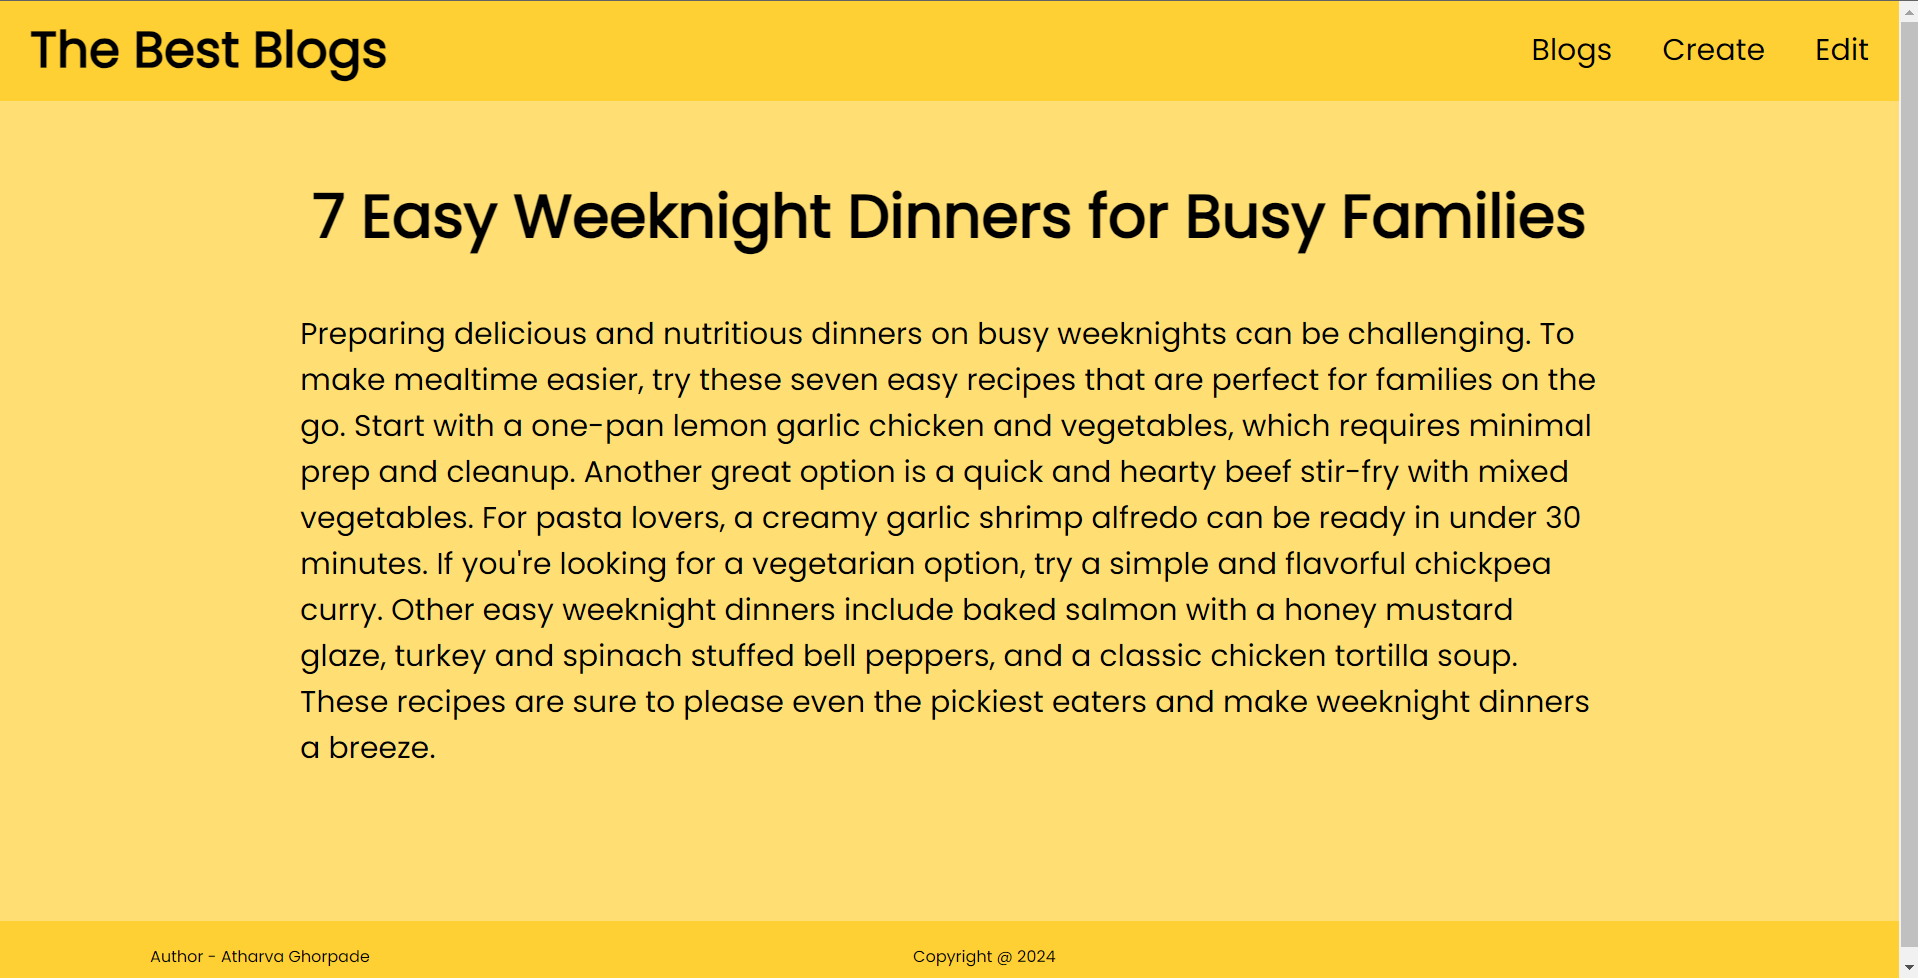 The Best Blogs
Blogs Create Edit
7 Easy Weeknight Dinners for Busy Families
Preparing delicious and nutritious dinners on busy weeknights can be challenging. To
make mealtime easier, try these seven easy recipes that are perfect for families on the
go. Start with a one-pan lemon garlic chicken and vegetables, which requires minimal
prep and cleanup. Another great option is a quick and hearty beef stir-fry with mixed
vegetables. For pasta lovers, a creamy garlic shrimp alfredo can be ready in under 30
minutes. If you're looking for a vegetarian option, try a simple and flavorful chickpea
curry. Other easy weeknight dinners include baked salmon with a honey mustard
glaze, turkey and spinach stuffed bell peppers, and a classic chicken tortilla soup.
These recipes are sure to please even the pickiest eaters and make weeknight dinners
a breeze.
Author - Atharva Ghorpade
Copyright @ 2024